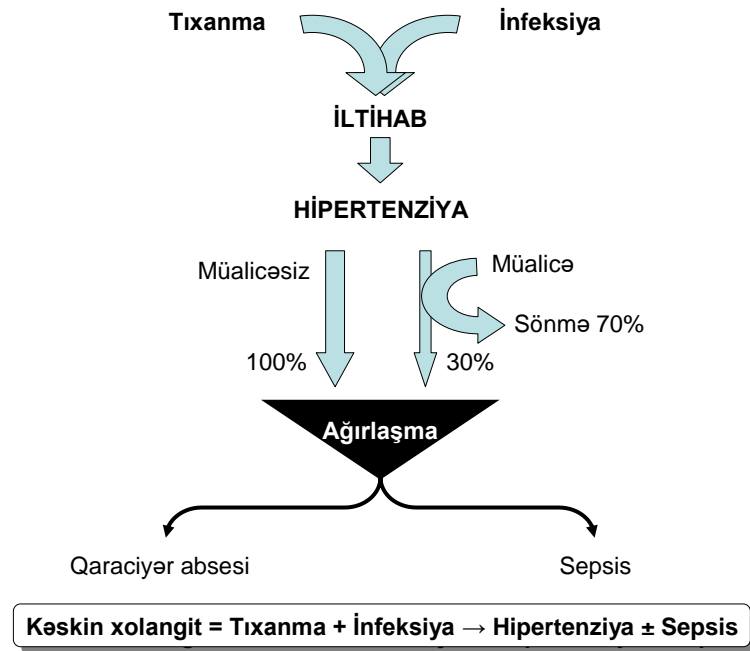 Tıxanma
İnfeksiya
İLTİHAB
HİPERTENZİYA
Müalicəsiz
Müalicə
Sönmə 70%
100%
30%
Ağırlaşma
Qaraciyər absesi
Sepsis
Kəskin xolangit = Tıxanma + İnfeksiya → Hipertenziya ± Sepsis